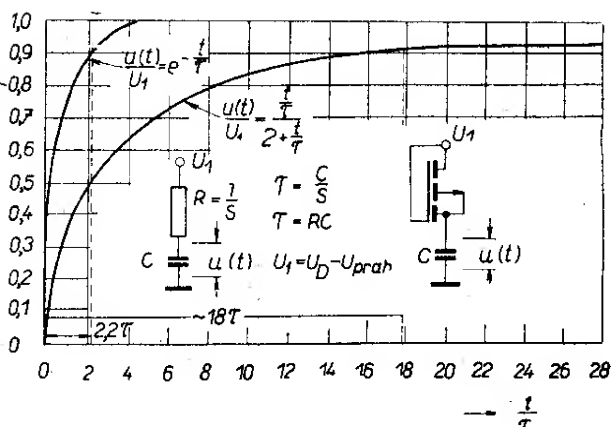 1,0
0,9
0,8
0,7
0,6
0,5
0,4
0,3
0,2
0,1
0
u(t)/U1 = e - t/τ
u(t)/U1 = t/τ / 2 + t/τ
U1
R = 1/S
C
u(t)
τ = C/S
τ = RC
U1 = UD - Uprah
U1
C
u(t)
2,2τ
~18τ
0 2 4 6 8 10 12 14 16 18 20 22 24 26 28
→ t/τ